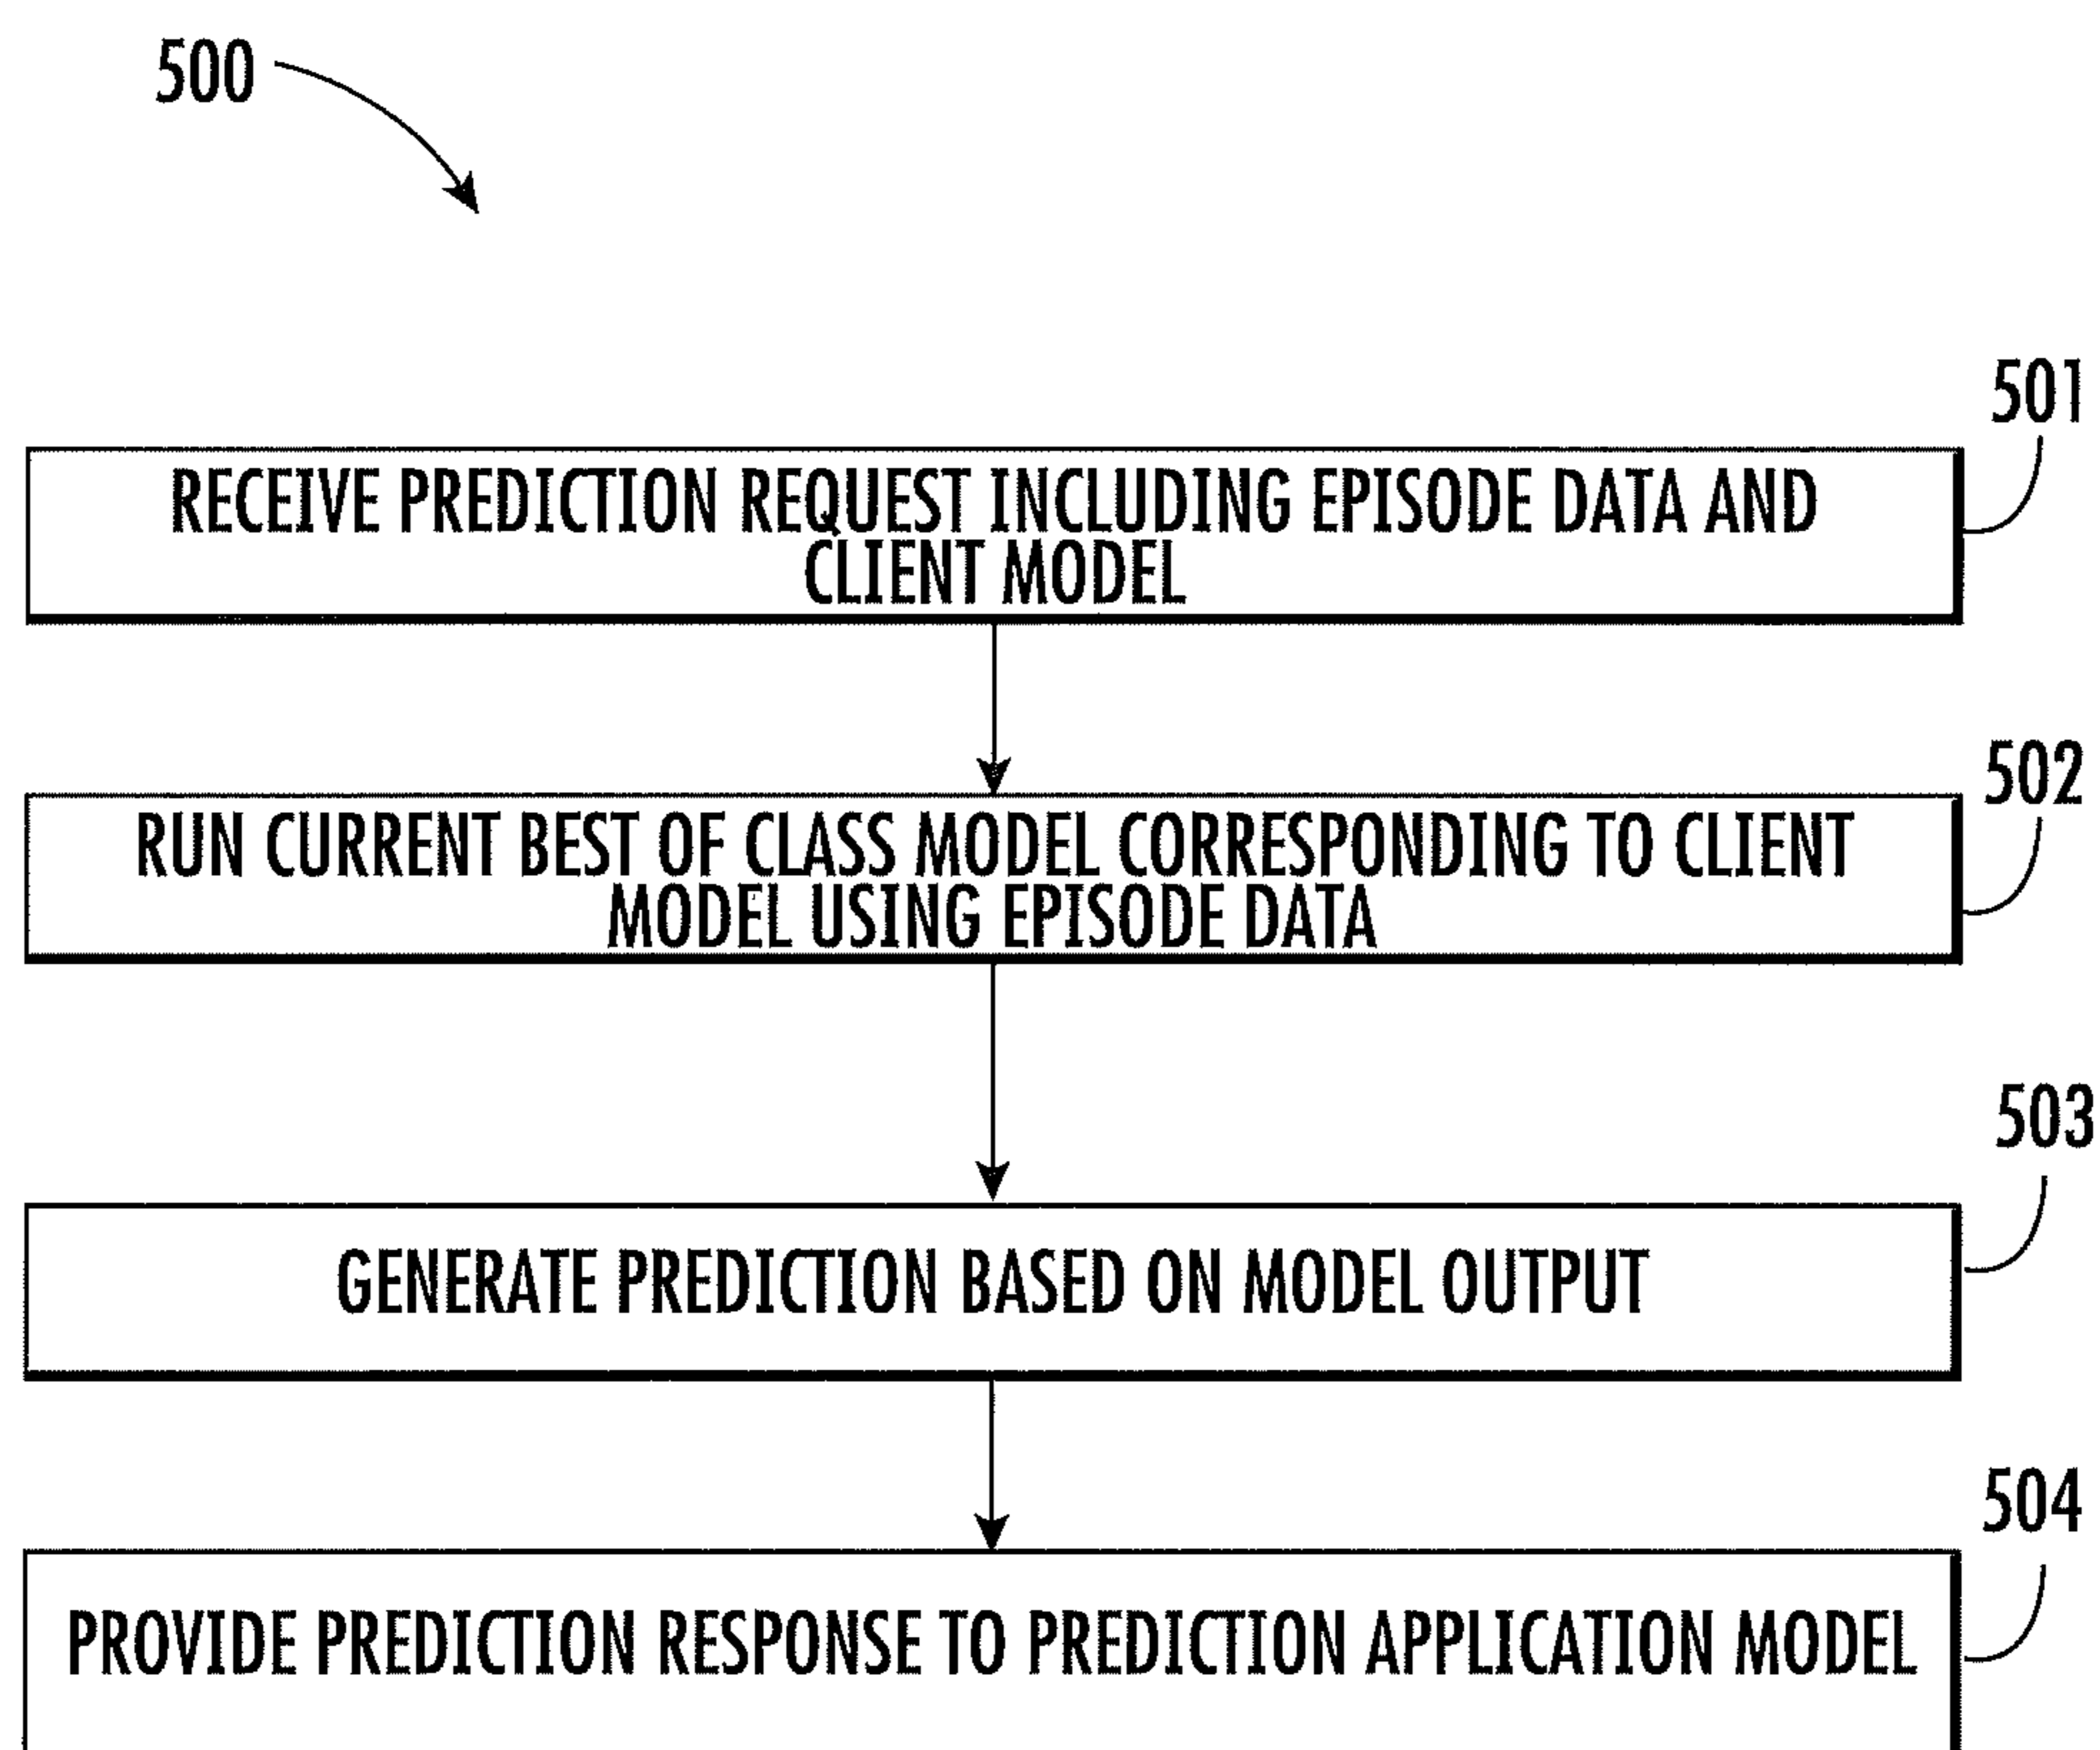 500
501
RECEIVE PREDICTION REQUEST INCLUDING EPISODE DATA AND
CLIENT MODEL
502
RUN CURRENT BEST OF CLASS MODEL CORRESPONDING TO CLIENT
MODEL USING EPISODE DATA
503
GENERATE PREDICTION BASED ON MODEL OUTPUT
504
PROVIDE PREDICTION RESPONSE TO PREDICTION APPLICATION MODEL